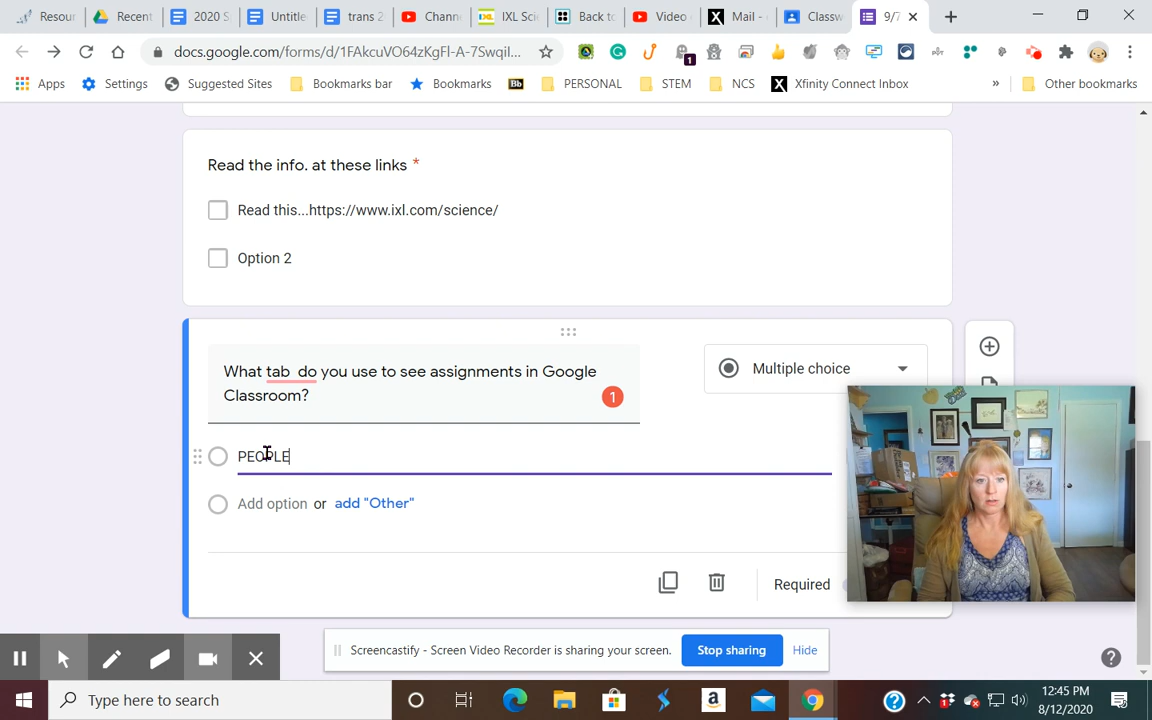 Resour
Recent
2020 S
Untitle
trans 2
Chann
IXL Sci
Back to
Video
Mail -
Classw
9/7
docs.google.com/forms/d/1FAkcuVO64zKgFl-A-7Swqil...
1
Apps
Settings
Suggested Sites
Bookmarks bar
Bookmarks
Bb
PERSONAL
STEM
NCS
Xfinity Connect Inbox
»
Other bookmarks
Read the info. at these links *
Read this...https://www.ixl.com/science/
Option 2
What tab do you use to see assignments in Google
Classroom?
1
Multiple choice
PEOPLE
Add option or add "Other"
Required
Screencastify - Screen Video Recorder is sharing your screen.
Stop sharing
Hide
Type here to search
12:45 PM
8/12/2020